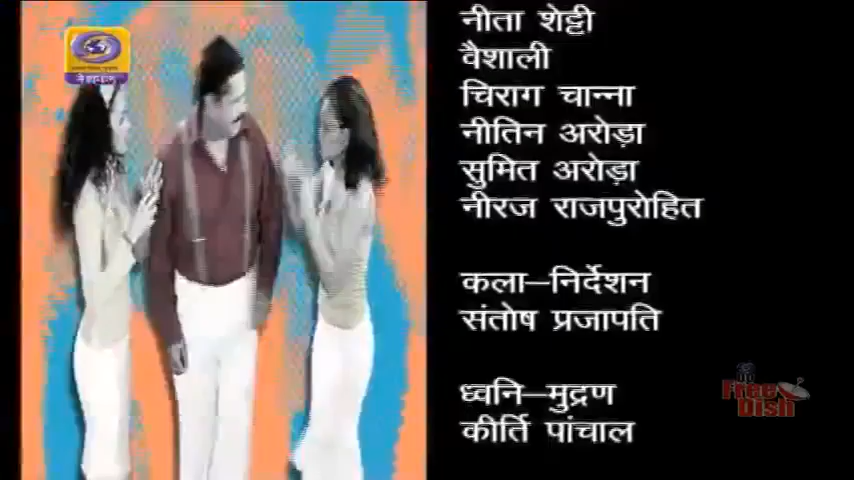 नीता शेट्टी
वैशाली
चिराग चान्ना
नीतिन अरोड़ा
सुमित अरोड़ा
नीरज राजपुरोहित
कला–निर्देशन
संतोष प्रजापति
ध्वनि–मुद्रण
कीर्ति पांचाल
Free
Dish